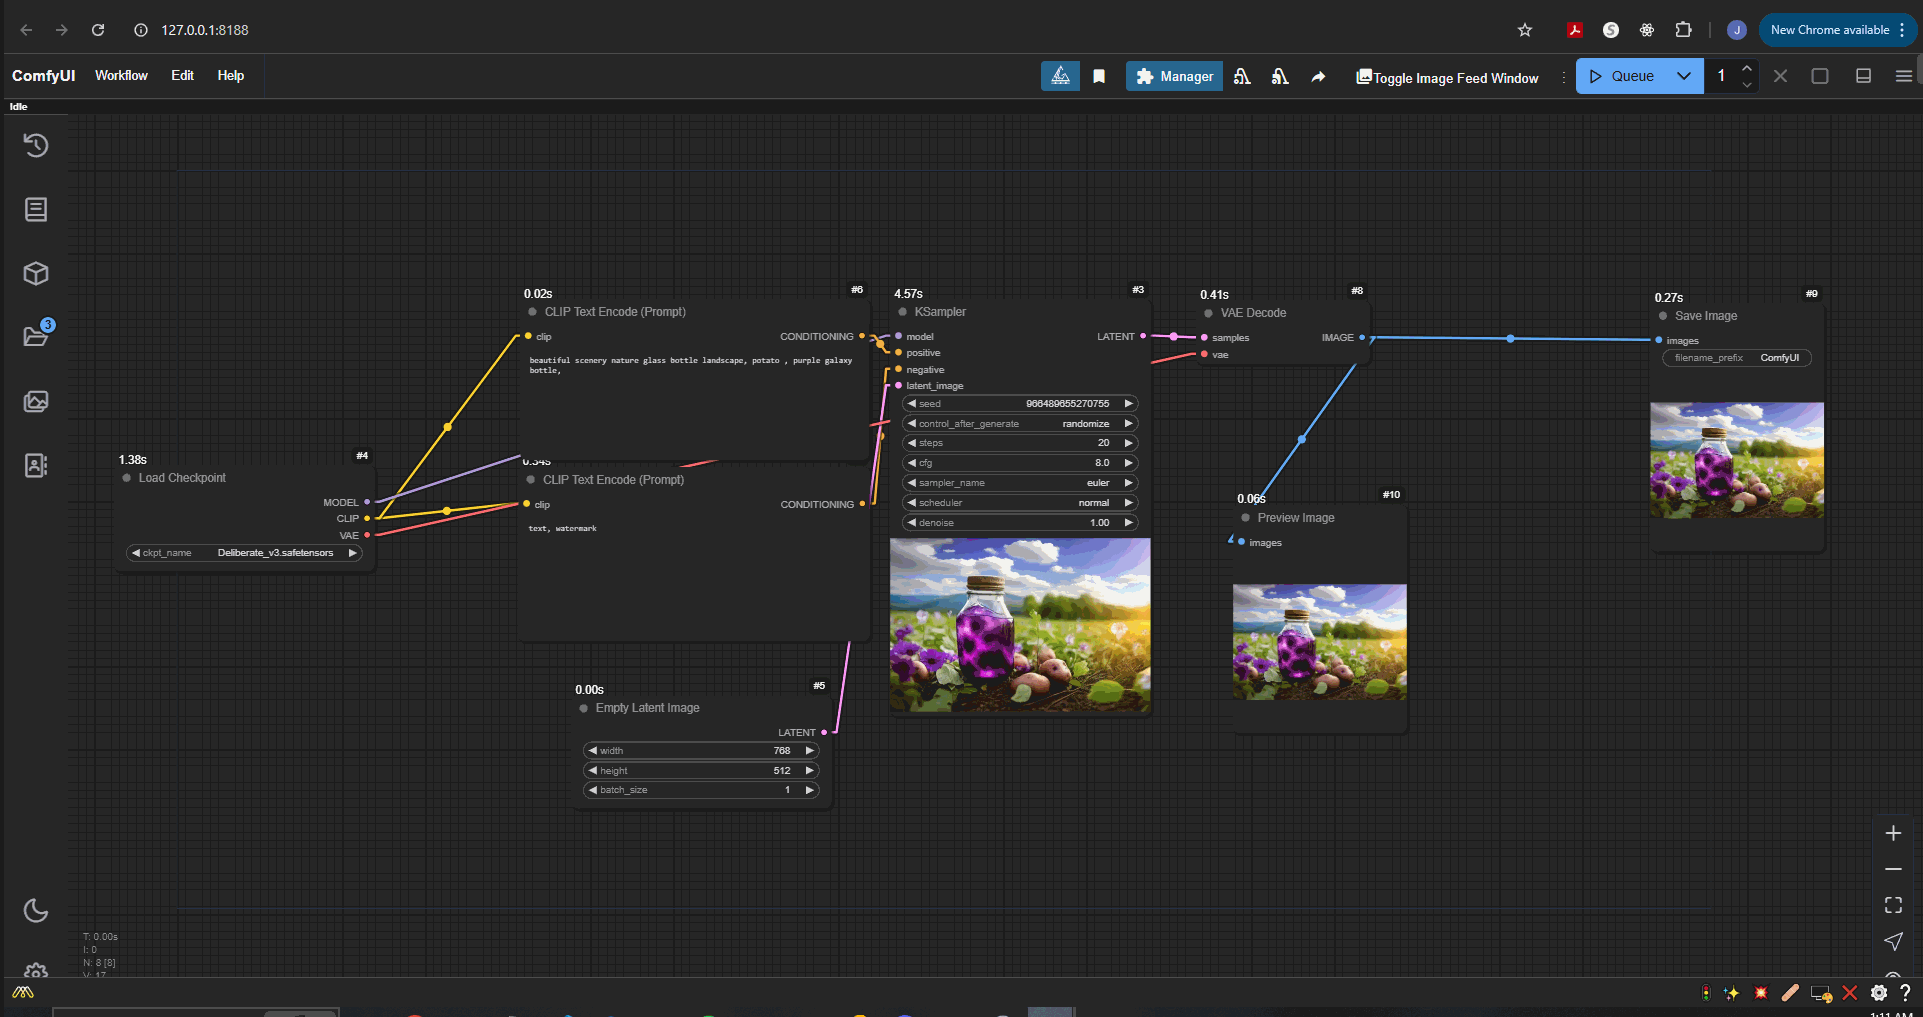 127.0.0.1:8188
J
New Chrome available
ComfyUI
Workflow
Edit
Help
Manager
Toggle Image Feed Window
Queue
1
Idle
3
0.02s
#6
CLIP Text Encode (Prompt)
clip
CONDITIONING
beautiful scenery nature glass bottle landscape, potato , purple galaxy
bottle,
4.57s
#3
KSampler
model
LATENT
positive
negative
latent_image
seed 966489655270755
control_after_generate randomize
steps 20
cfg 8.0
sampler_name euler
scheduler normal
denoise 1.00
0.41s
#8
VAE Decode
samples
IMAGE
vae
0.27s
#9
Save Image
images
filename_prefix ComfyUI
1.38s
#4
Load Checkpoint
MODEL
CLIP
VAE
ckpt_name Deliberate_v3.safetensors
0.34s
CLIP Text Encode (Prompt)
clip
CONDITIONING
text, watermark
0.06s
#10
Preview Image
images
0.00s
#5
Empty Latent Image
LATENT
width 768
height 512
batch_size 1
T: 0.00s
I: 0
N: 8 [8]
V: 17
1:11 AM